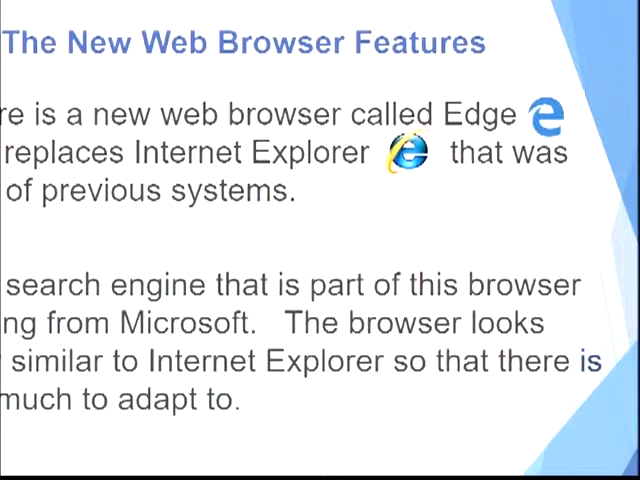 The New Web Browser Features
re is a new web browser called Edge
replaces Internet Explorer that was
of previous systems.
search engine that is part of this browser
ng from Microsoft. The browser looks
similar to Internet Explorer so that there is
much to adapt to.